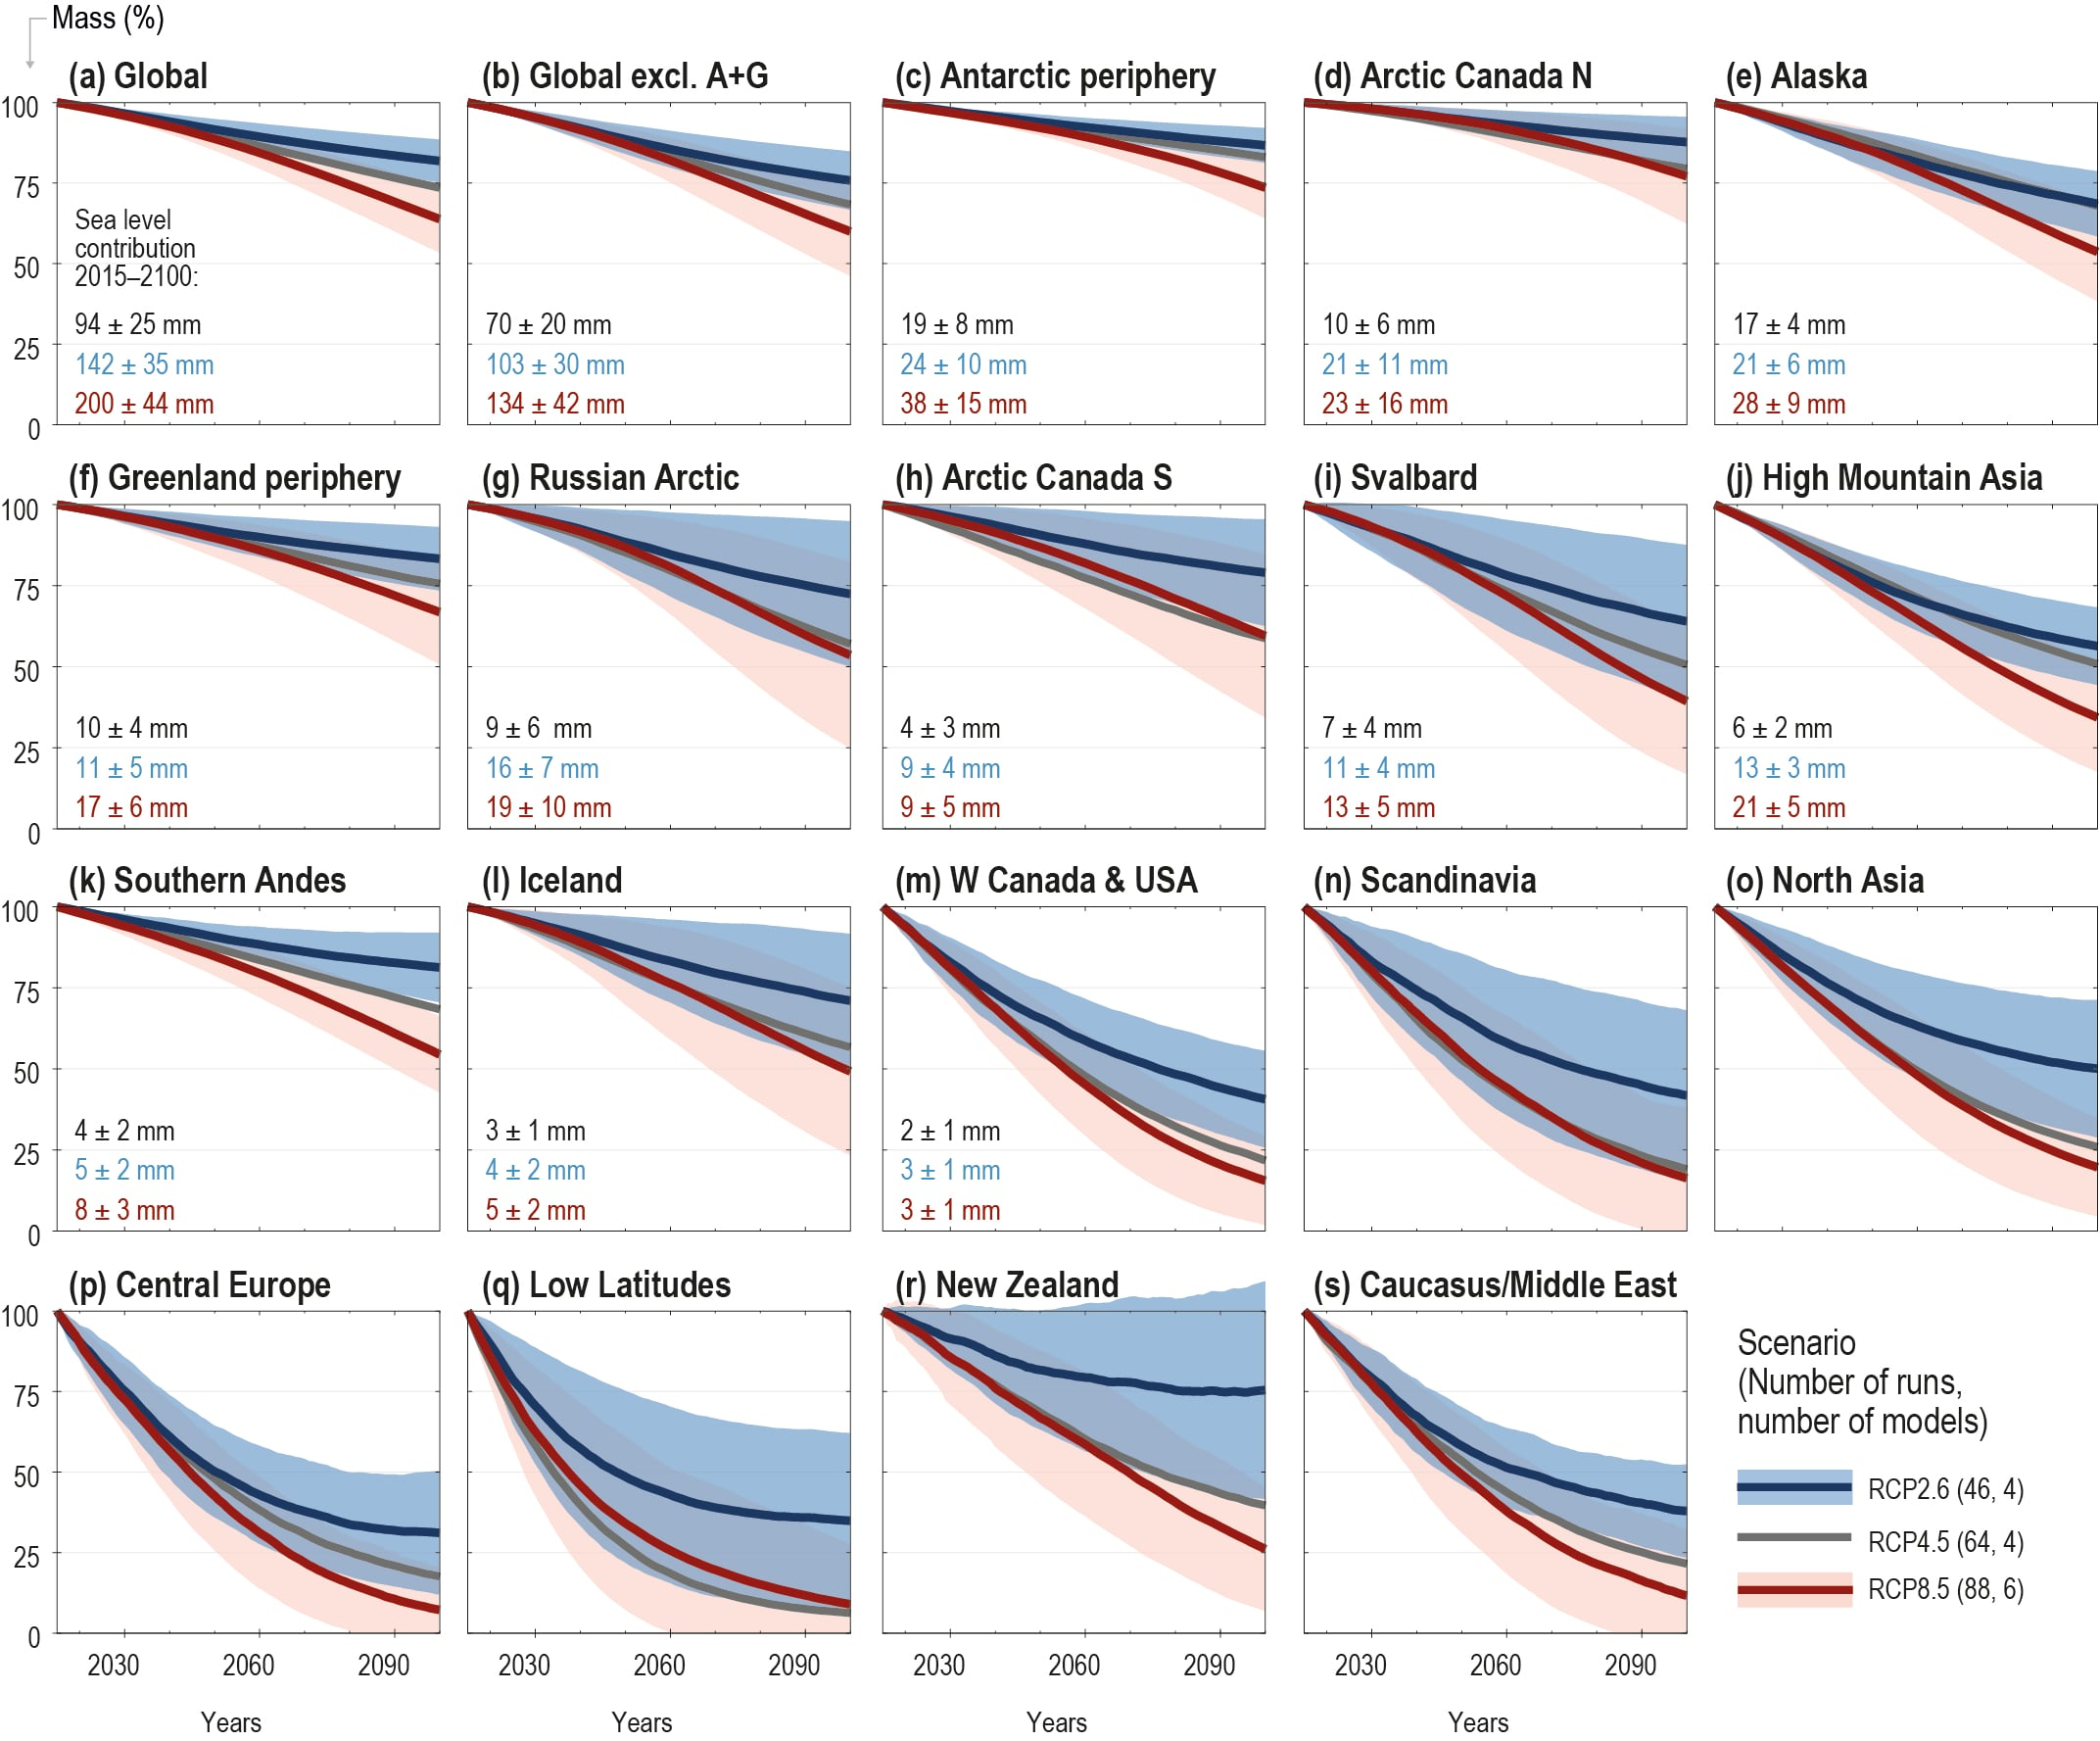 Mass (%)
(a) Global
(b) Global excl. A+G
(c) Antarctic periphery
(d) Arctic Canada N
(e) Alaska
100
75
50
25
0
Sea level
contribution
2015–2100:
94 ± 25 mm
142 ± 35 mm
200 ± 44 mm
70 ± 20 mm
103 ± 30 mm
134 ± 42 mm
19 ± 8 mm
24 ± 10 mm
38 ± 15 mm
10 ± 6 mm
21 ± 11 mm
23 ± 16 mm
17 ± 4 mm
21 ± 6 mm
28 ± 9 mm
(f) Greenland periphery
(g) Russian Arctic
(h) Arctic Canada S
(i) Svalbard
(j) High Mountain Asia
100
75
50
25
0
10 ± 4 mm
11 ± 5 mm
17 ± 6 mm
9 ± 6 mm
16 ± 7 mm
19 ± 10 mm
4 ± 3 mm
9 ± 4 mm
9 ± 5 mm
7 ± 4 mm
11 ± 4 mm
13 ± 5 mm
6 ± 2 mm
13 ± 3 mm
21 ± 5 mm
(k) Southern Andes
(l) Iceland
(m) W Canada & USA
(n) Scandinavia
(o) North Asia
100
75
50
25
0
4 ± 2 mm
5 ± 2 mm
8 ± 3 mm
3 ± 1 mm
4 ± 2 mm
5 ± 2 mm
2 ± 1 mm
3 ± 1 mm
3 ± 1 mm
(p) Central Europe
(q) Low Latitudes
(r) New Zealand
(s) Caucasus/Middle East
100
75
50
25
0
2030 2060 2090
2030 2060 2090
2030 2060 2090
2030 2060 2090
Years
Years
Years
Years
Scenario
(Number of runs,
number of models)
RCP2.6 (46, 4)
RCP4.5 (64, 4)
RCP8.5 (88, 6)